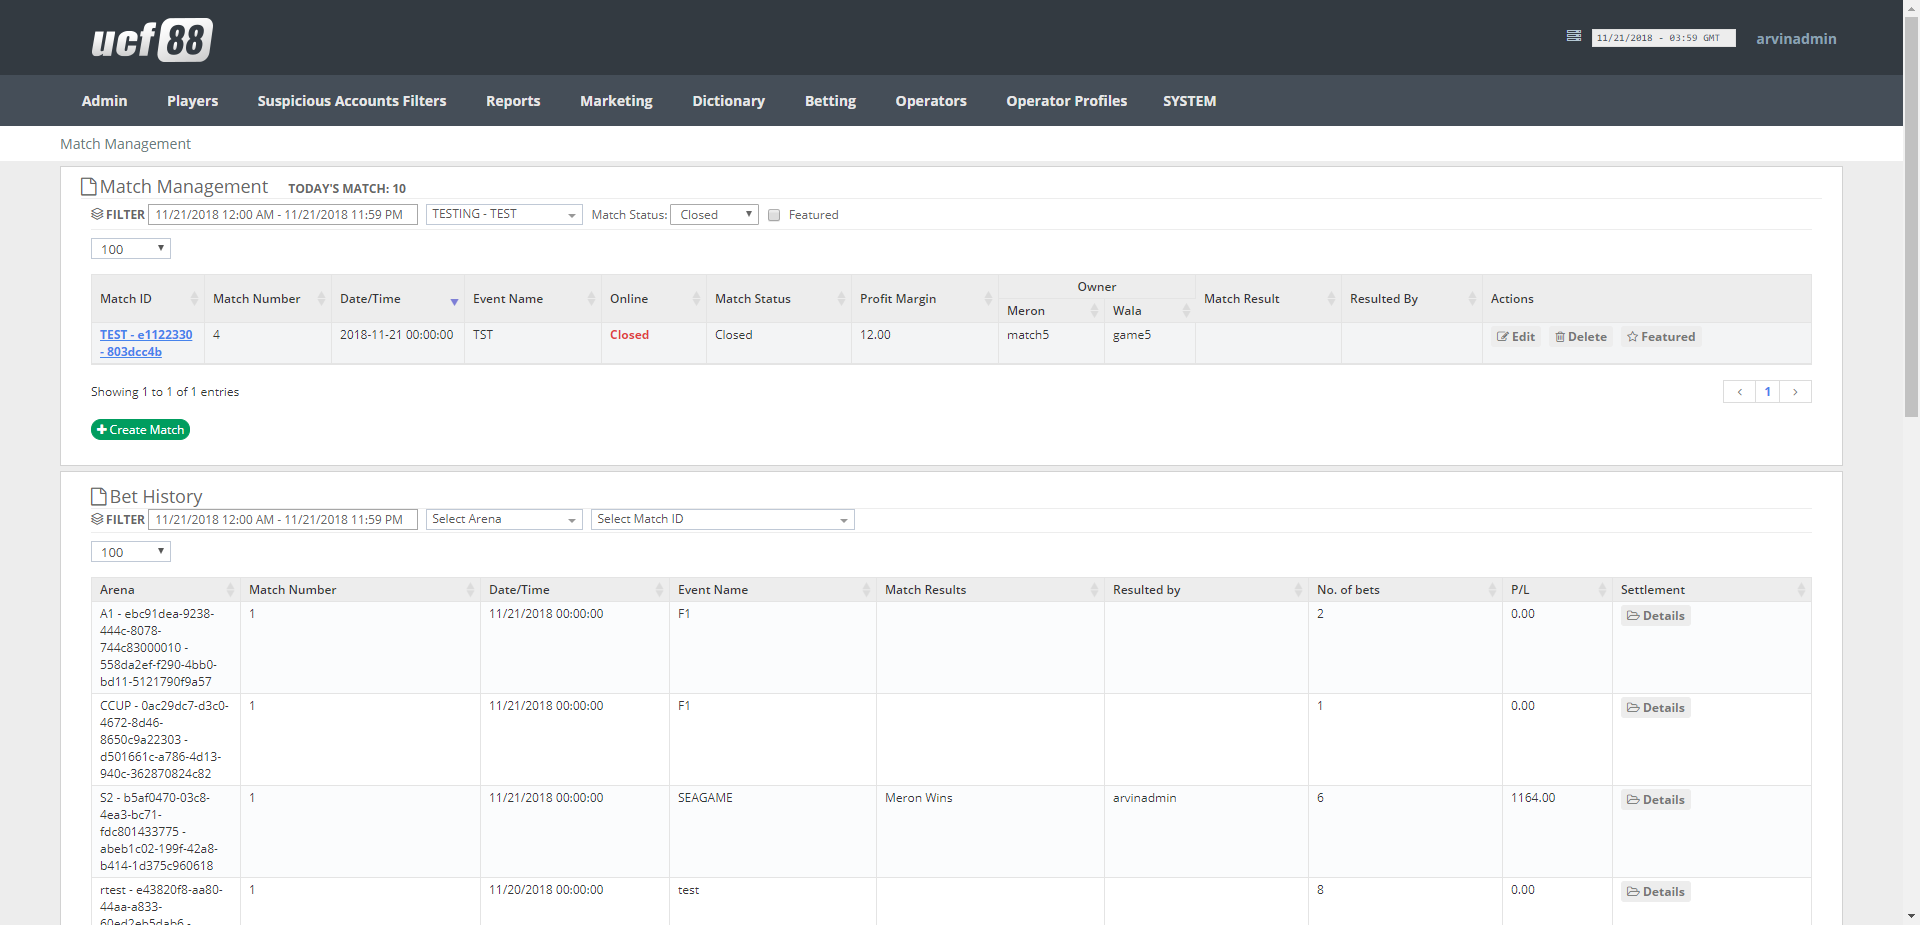 ucf88
11/21/2018 - 03:59 GMT
arvinadmin
Admin Players Suspicious Accounts Filters Reports Marketing Dictionary Betting Operators Operator Profiles SYSTEM
Match Management
Match Management TODAY'S MATCH: 10
FILTER 11/21/2018 12:00 AM - 11/21/2018 11:59 PM TESTING - TEST Match Status: Closed Featured
100
Owner
Match ID Match Number Date/Time Event Name Online Match Status Profit Margin Match Result Resulted By Actions
Meron Wala
TEST - e1122330 4 2018-11-21 00:00:00 TST Closed Closed 12.00 match5 game5 Edit Delete Featured
- 803dcc4b
Showing 1 to 1 of 1 entries ‹ 1 ›
Create Match
Bet History
FILTER 11/21/2018 12:00 AM - 11/21/2018 11:59 PM Select Arena Select Match ID
100
Arena Match Number Date/Time Event Name Match Results Resulted by No. of bets P/L Settlement
A1 - ebc91dea-9238- 1 11/21/2018 00:00:00 F1 2 0.00 Details
444c-8078-
744c83000010 -
558da2ef-f290-4bb0-
bd11-5121790f9a57
CCUP - 0ac29dc7-d3c0- 1 11/21/2018 00:00:00 F1 1 0.00 Details
4672-8d46-
8650c9a22303 -
d501661c-a786-4d13-
940c-362870824c82
S2 - b5af0470-03c8- 1 11/21/2018 00:00:00 SEAGAME Meron Wins arvinadmin 6 1164.00 Details
4ea3-bc71-
fdc801433775 -
abeb1c02-199f-42a8-
b414-1d375c960618
rtest - e43820f8-aa80- 1 11/20/2018 00:00:00 test 8 0.00 Details
44aa-a833-
60ed2eb5dab6 -